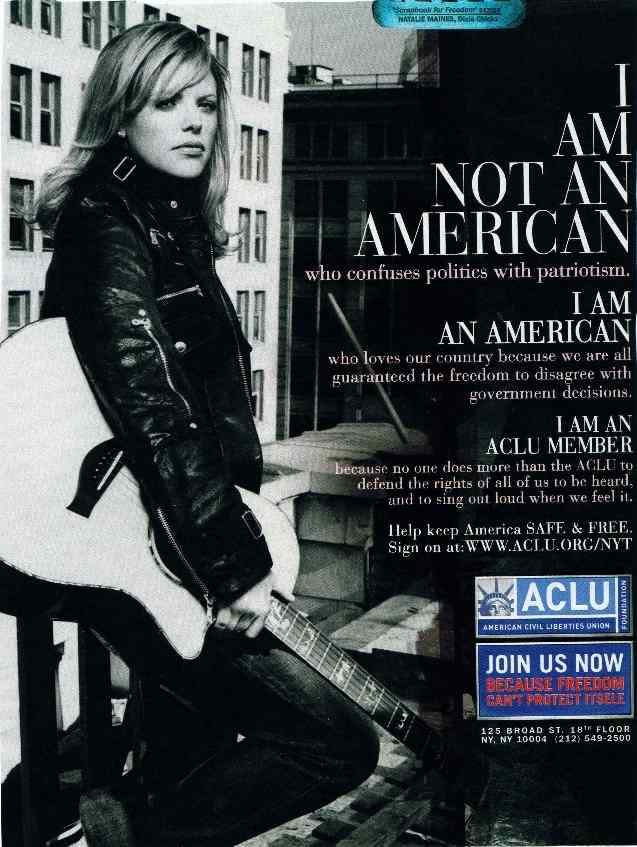 "Scrapbook for Freedom"
NATALIE MAINES, Dixie Chicks
I
AM
NOT AN
AMERICAN
who confuses politics with patriotism.
I AM
AN AMERICAN
who loves our country because we are all
guaranteed the freedom to disagree with
government decisions.
I AM AN
ACLU MEMBER
because no one does more than the ACLU to
defend the rights of all of us to be heard,
and to sing out loud when we feel it.
Help keep America SAFE & FREE.
Sign on at:WWW.ACLU.ORG/NYT
ACLU
FOUNDATION
AMERICAN CIVIL LIBERTIES UNION
JOIN US NOW
BECAUSE FREEDOM
CAN'T PROTECT ITSELF
125 BROAD ST. 18TH FLOOR
NY, NY 10004 (212) 549-2500